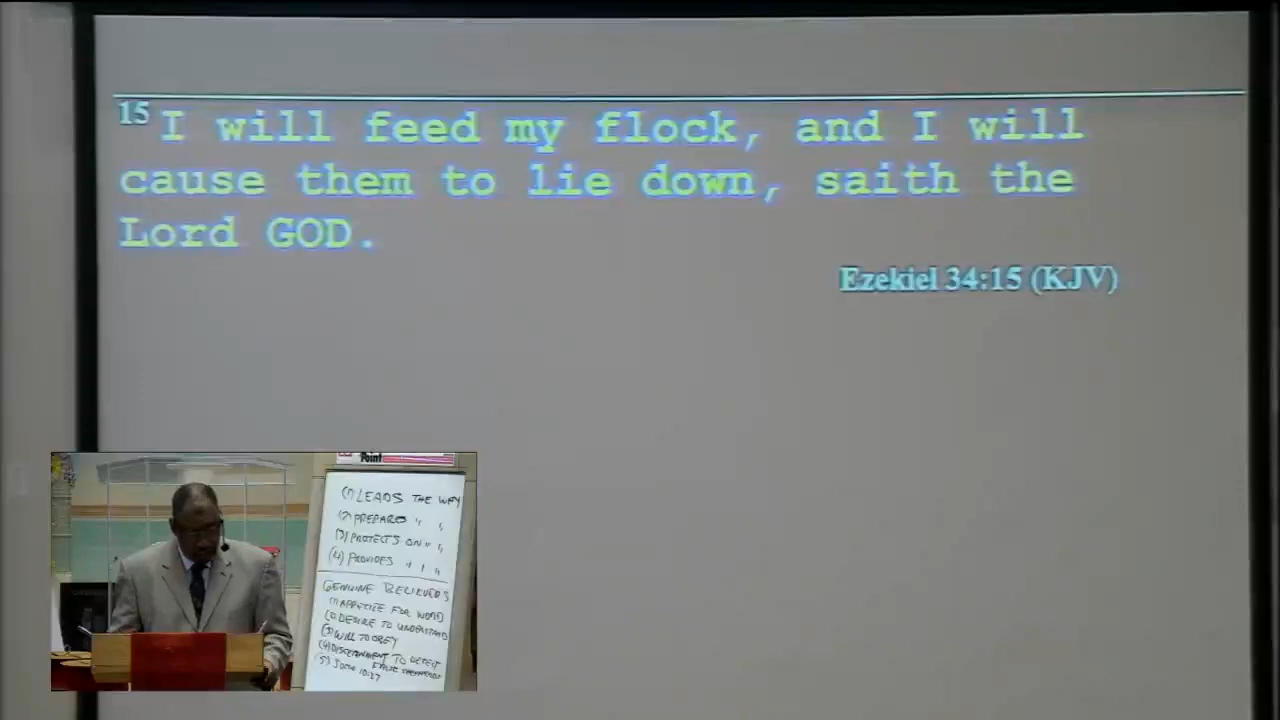 15 I will feed my flock, and I will
cause them to lie down, saith the
Lord GOD.
Ezekiel 34:15 (KJV)
Point
(1) LEADS THE WAY
(2) PREPARES " "
(3) PROTECTS ON " "
(4) PROVIDES " " "
GENUINE BELIEVERS
(1) APPETITE FOR WORD
(2) DESIRE TO UNDERSTAND
(3) WILL TO OBEY
(4) DISCERNMENT TO DETECT
FALSE
(5) JOHN 10:27